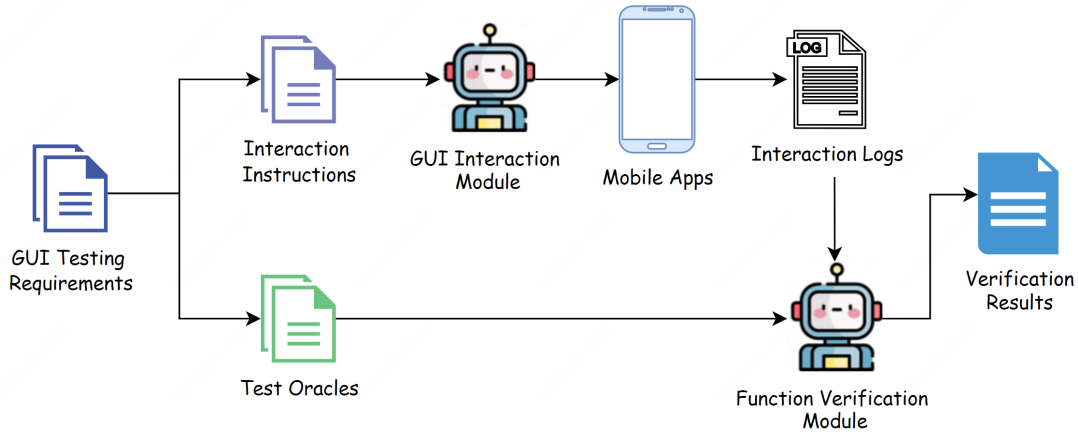 LOG
Interaction
Instructions
GUI Interaction
Module
Mobile Apps
Interaction Logs
GUI Testing
Requirements
Verification
Results
Test Oracles
Function Verification
Module